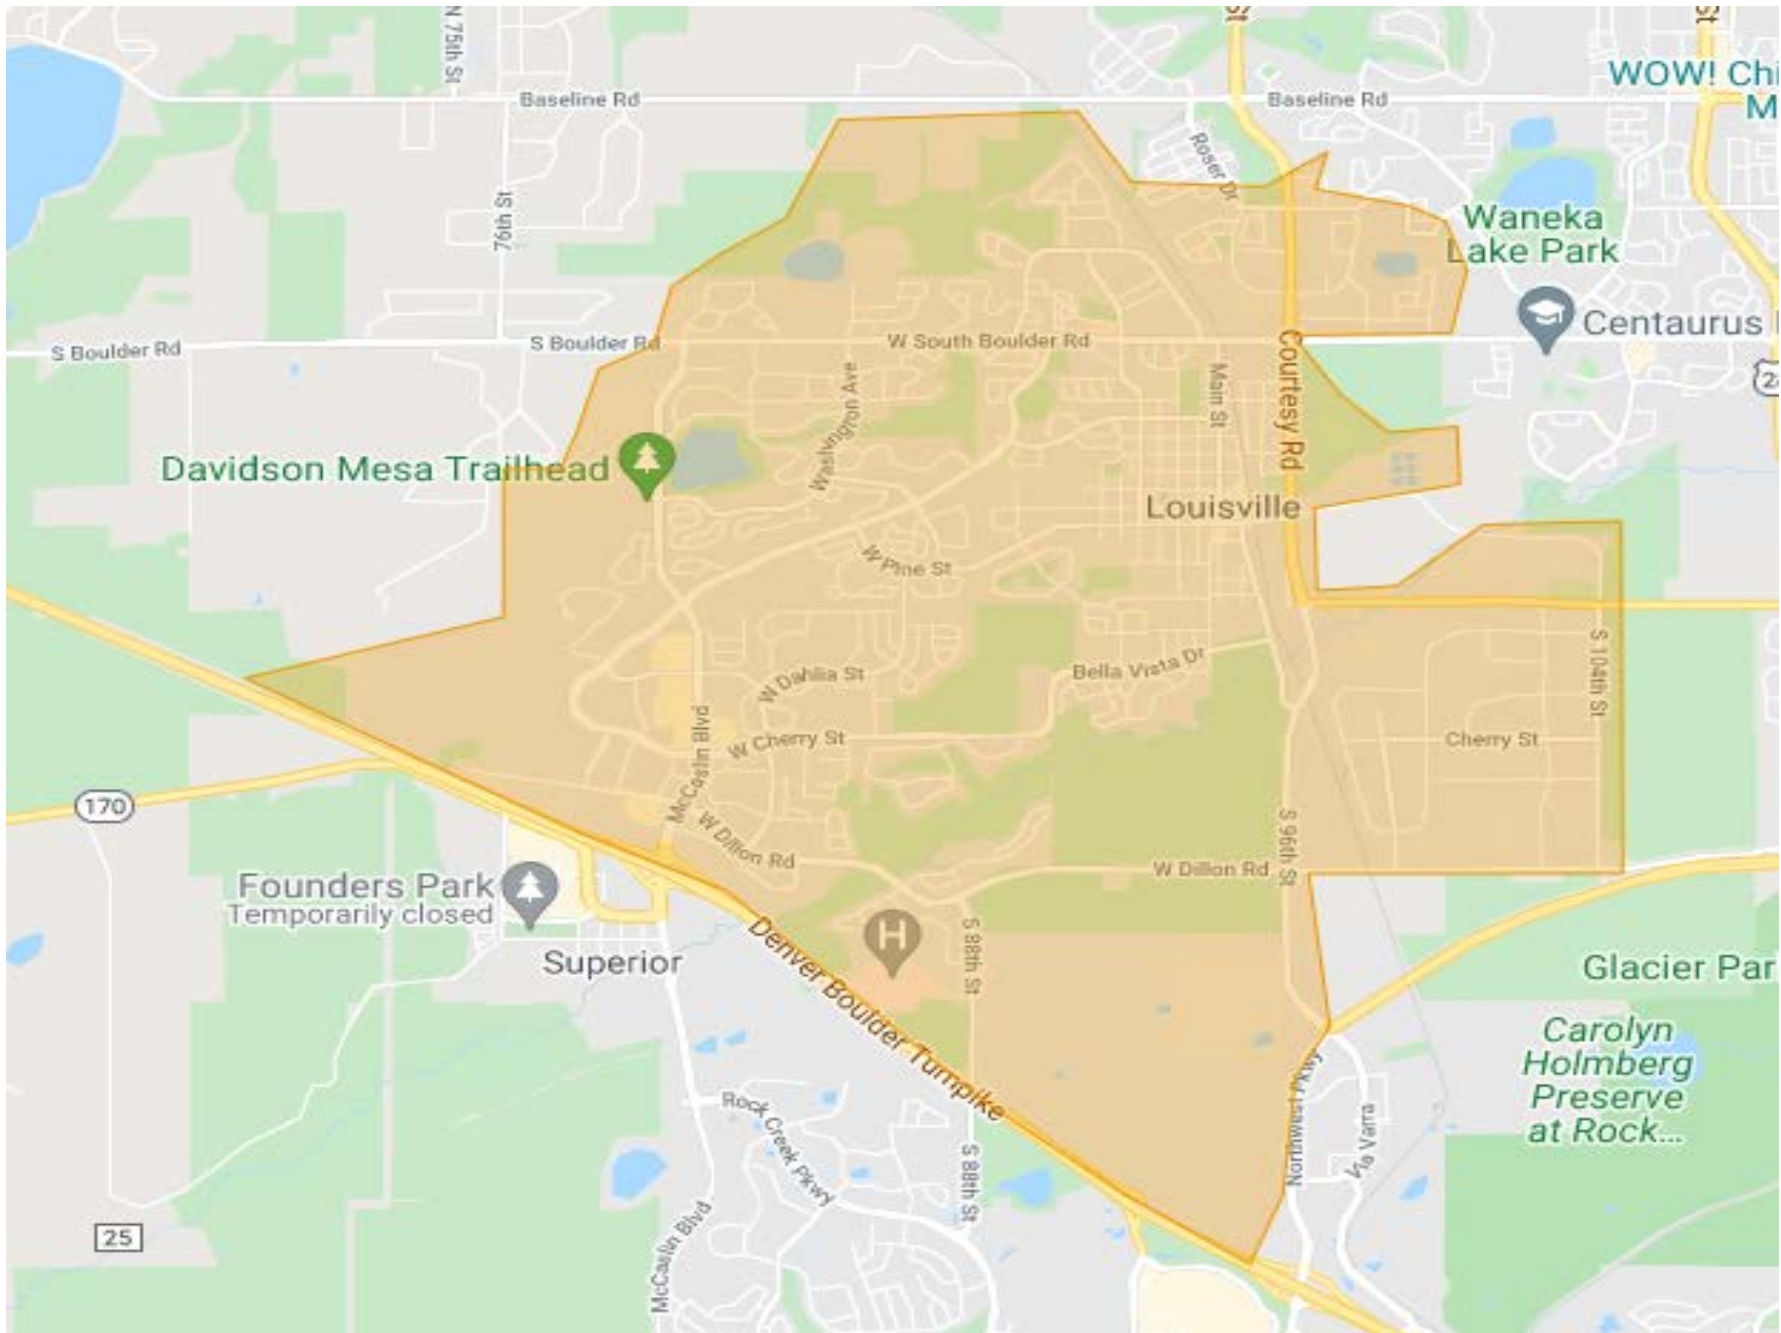 N 75th St
St
St
WOW! Chi
M
Baseline Rd
Baseline Rd
Roser Dr
76th St
Waneka
Lake Park
S Boulder Rd
S Boulder Rd
W South Boulder Rd
Courtesy Rd
Centaurus
Main St
Washington Ave
Davidson Mesa Trailhead
Louisville
W Pine St
S 104th St
Bella Vista Dr
W Dahlia St
McCaslin Blvd
W Cherry St
Cherry St
170
W Dillon Rd
S 96th St
W Dillon Rd
Founders Park
Temporarily closed
H
S 88th St
Denver Boulder Turnpike
Superior
Glacier Par
Carolyn
Holmberg
Preserve
at Rock...
Northwest Pkwy
Via Varra
Rock Creek Pkwy
S 88th St
McCaslin Blvd
25